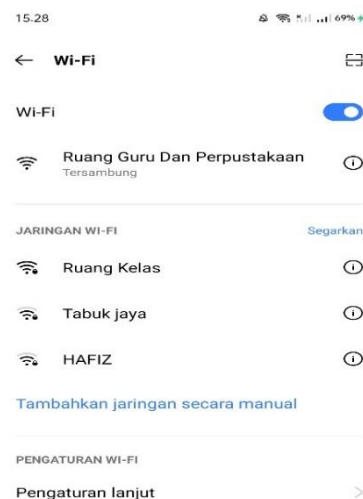 15.28
69%
Wi-Fi
Wi-Fi
Ruang Guru Dan Perpustakaan
Tersambung
JARINGAN WI-FI Segarkan
Ruang Kelas
Tabuk jaya
HAFIZ
Tambahkan jaringan secara manual
PENGATURAN WI-FI
Pengaturan lanjut